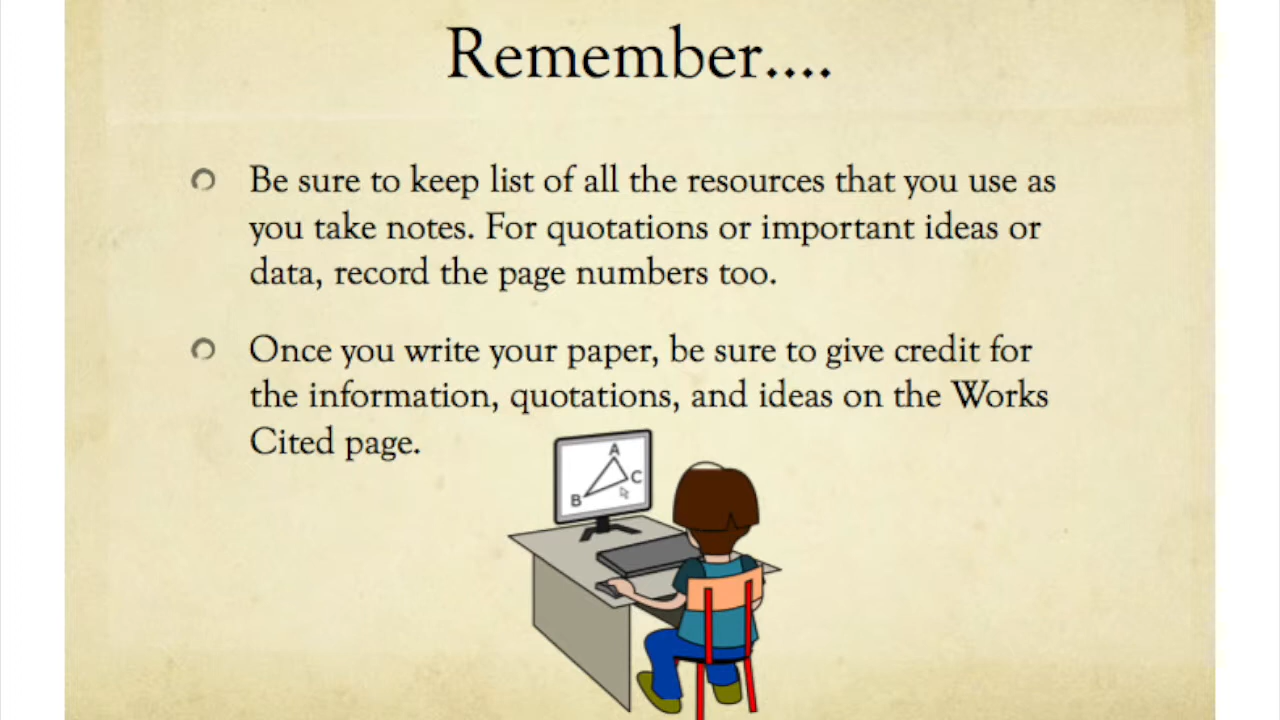 Remember....
Be sure to keep list of all the resources that you use as
you take notes. For quotations or important ideas or
data, record the page numbers too.
Once you write your paper, be sure to give credit for
the information, quotations, and ideas on the Works
Cited page.
A
C
B